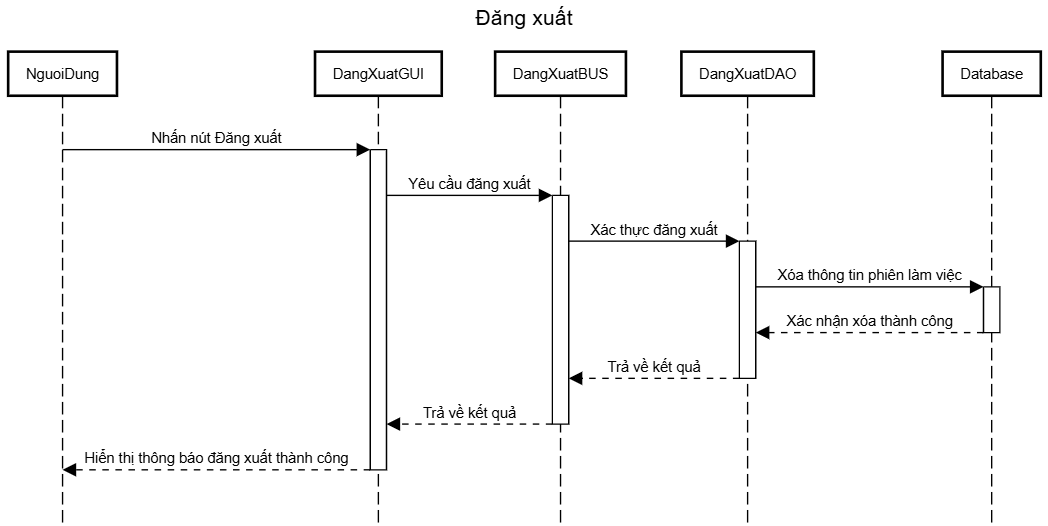 Đăng xuất
NguoiDung
DangXuatGUI
DangXuatBUS
DangXuatDAO
Database
Nhấn nút Đăng xuất
Yêu cầu đăng xuất
Xác thực đăng xuất
Xóa thông tin phiên làm việc
Xác nhận xóa thành công
Trả về kết quả
Trả về kết quả
Hiển thị thông báo đăng xuất thành công